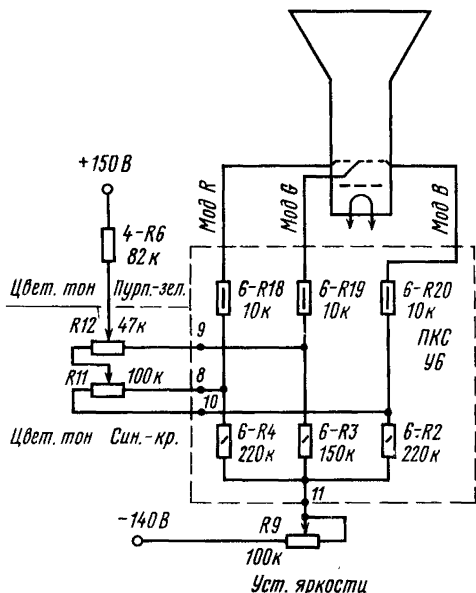 +150 В
4-R6
82 к
Мод R
Мод G
Мод B
Цвет. тон Пурп.-зел.
R12 47к
9
R11 100к
8
10
Цвет. тон Син.-кр.
6-R18
10к
6-R19
10к
6-R20
10к
ПКС
У6
6-R4
220к
6-R3
150к
6-R2
220к
11
-140 В
R9
100к
Уст. яркости